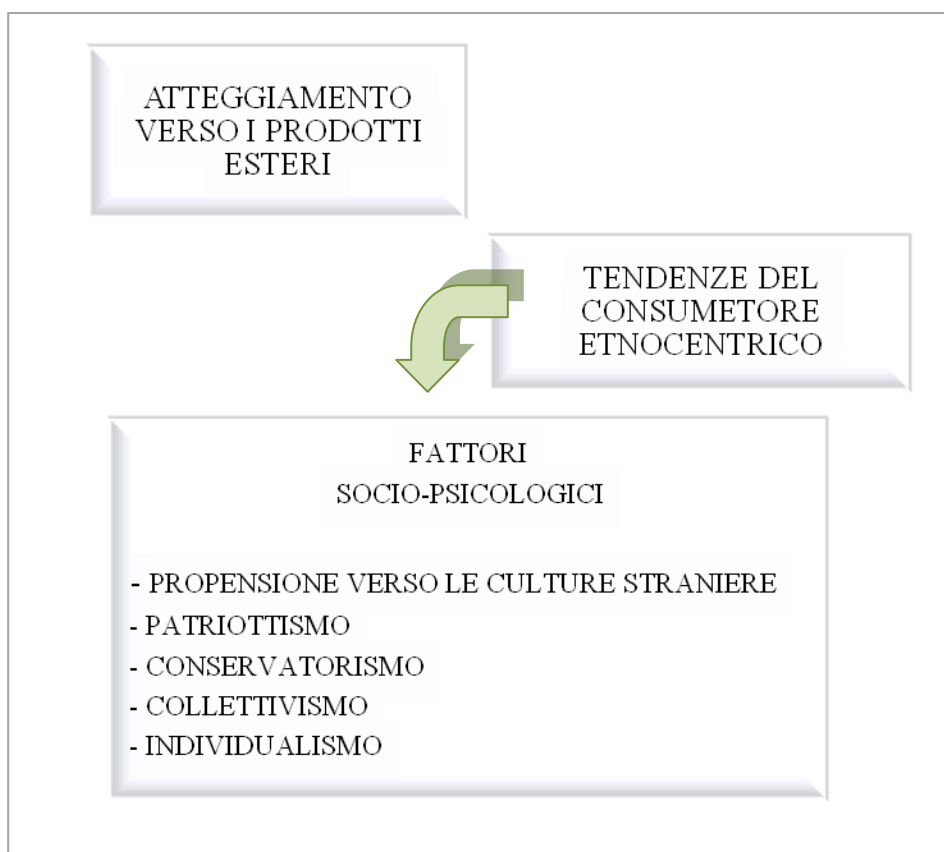 ATTEGGIAMENTO
VERSO I PRODOTTI
ESTERI
TENDENZE DEL
CONSUMETORE
ETNOCENTRICO
FATTORI
SOCIO-PSICOLOGICI
- PROPENSIONE VERSO LE CULTURE STRANIERE
- PATRIOTTISMO
- CONSERVATORISMO
- COLLETTIVISMO
- INDIVIDUALISMO